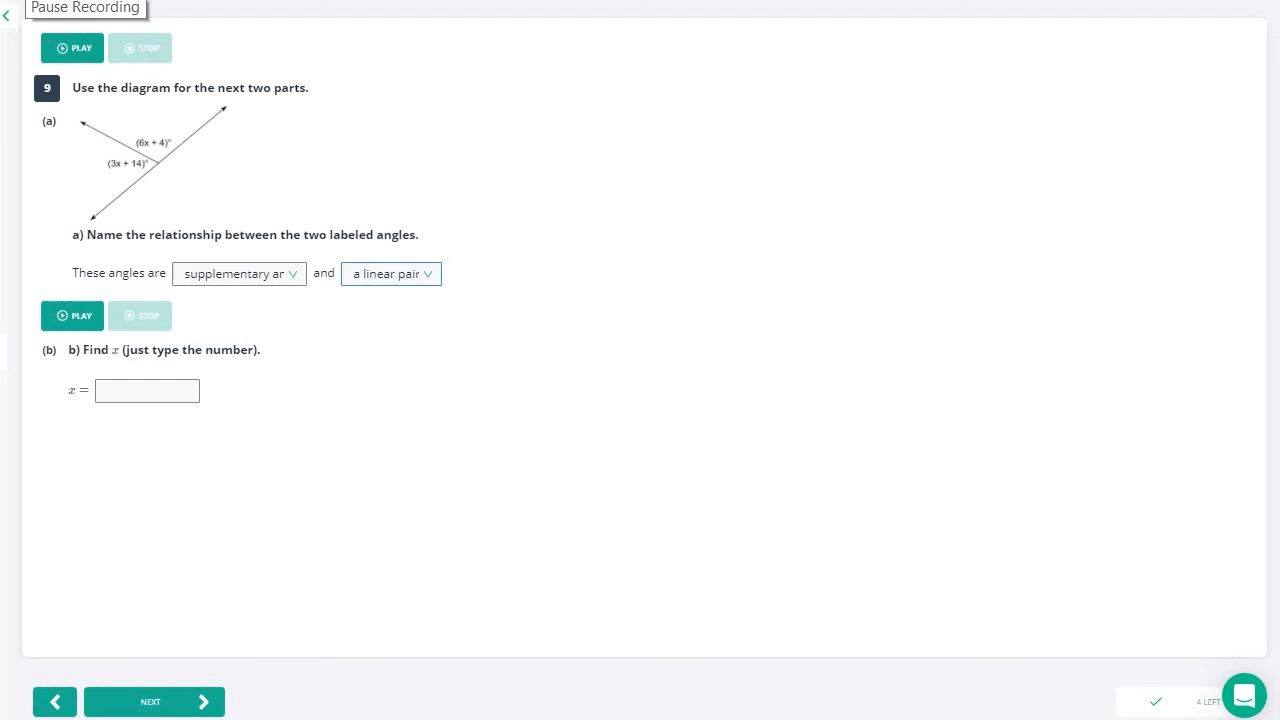 Pause Recording
PLAY STOP
9 Use the diagram for the next two parts.
(a)
(6x + 4)°
(3x + 14)°
a) Name the relationship between the two labeled angles.
These angles are supplementary ar and a linear pair
PLAY STOP
(b) b) Find x (just type the number).
x =
NEXT
4 LEFT